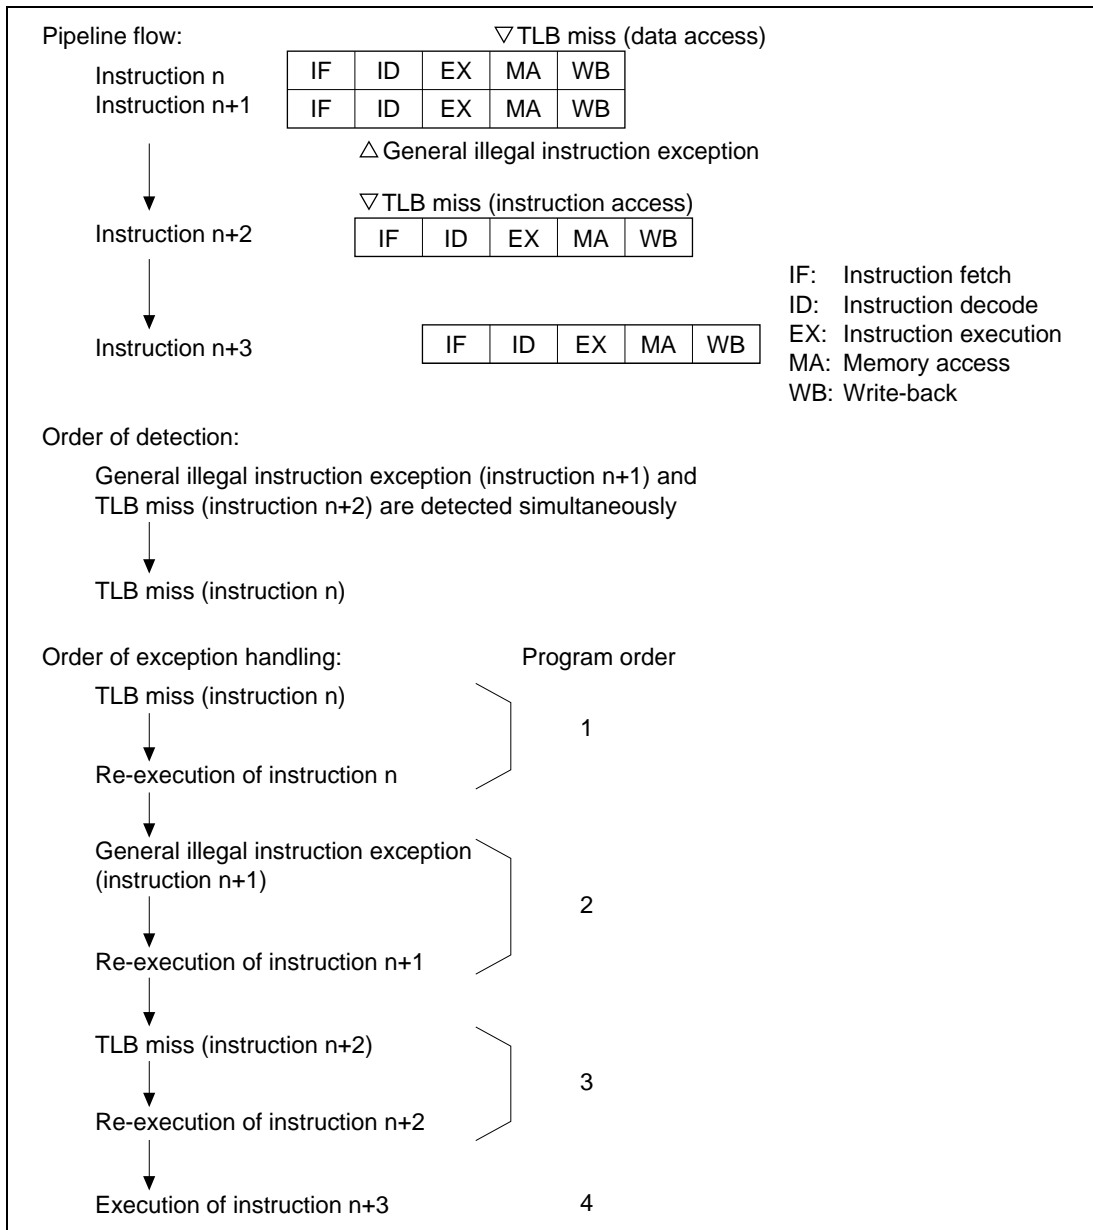 Pipeline flow:
▽TLB miss (data access)
Instruction n IF ID EX MA WB
Instruction n+1 IF ID EX MA WB
△General illegal instruction exception
▽TLB miss (instruction access)
Instruction n+2 IF ID EX MA WB
Instruction n+3 IF ID EX MA WB
IF: Instruction fetch
ID: Instruction decode
EX: Instruction execution
MA: Memory access
WB: Write-back
Order of detection:
General illegal instruction exception (instruction n+1) and
TLB miss (instruction n+2) are detected simultaneously
TLB miss (instruction n)
Order of exception handling: Program order
TLB miss (instruction n)
1
Re-execution of instruction n
General illegal instruction exception
(instruction n+1)
2
Re-execution of instruction n+1
TLB miss (instruction n+2)
3
Re-execution of instruction n+2
Execution of instruction n+3 4